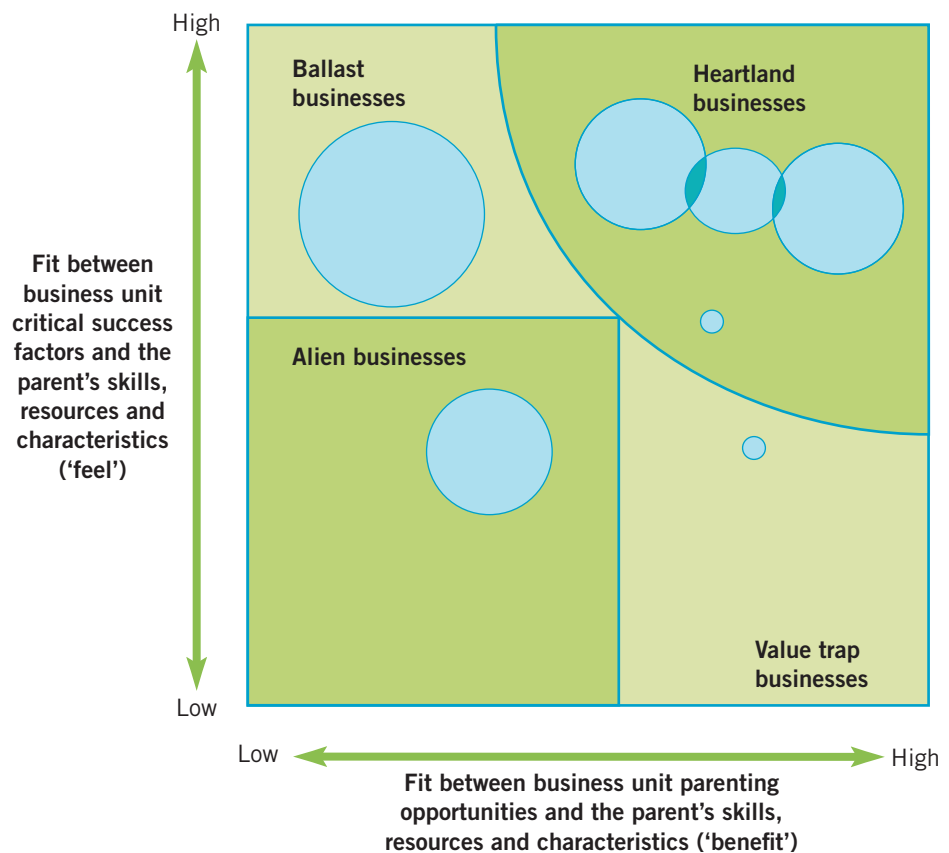 High
Ballast
businesses
Heartland
businesses
Fit between
business unit
critical success
factors and the
parent’s skills,
resources and
characteristics
(‘feel’)
Alien businesses
Value trap
businesses
Low
Low
High
Fit between business unit parenting
opportunities and the parent’s skills,
resources and characteristics (‘benefit’)